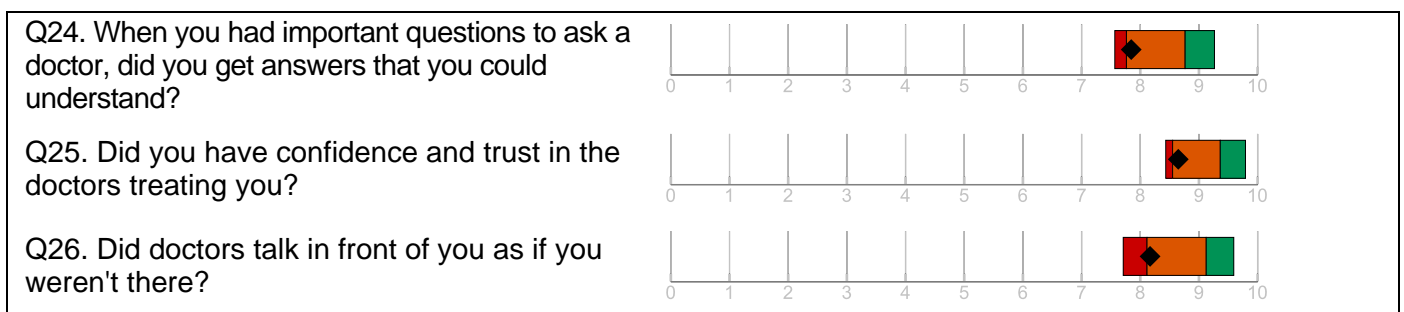 Q24. When you had important questions to ask a
doctor, did you get answers that you could
understand?
0 1 2 3 4 5 6 7 8 9 10
Q25. Did you have confidence and trust in the
doctors treating you?
0 1 2 3 4 5 6 7 8 9 10
Q26. Did doctors talk in front of you as if you
weren't there?
0 1 2 3 4 5 6 7 8 9 10